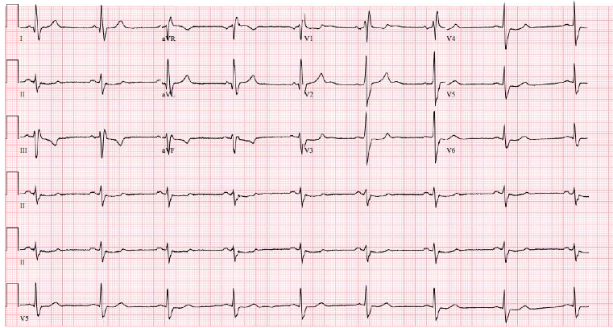 I aVR V1 V4
II aVL V2 V5
III aVF V3 V6
II
II
V5